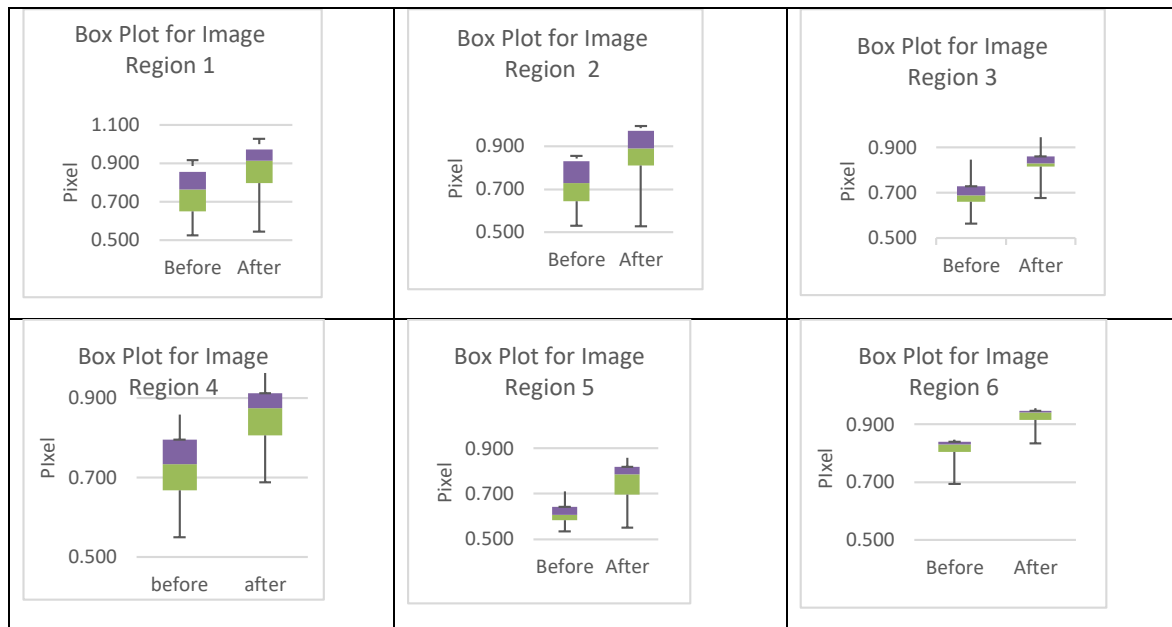 Box Plot for Image
Region 1
1.100
0.900
0.700
0.500
Pixel
Before After
Box Plot for Image
Region 2
0.900
0.700
0.500
Pixel
Before After
Box Plot for Image
Region 3
0.900
0.700
0.500
Pixel
Before After
Box Plot for Image
Region 4
0.900
0.700
0.500
PIxel
before after
Box Plot for Image
Region 5
0.900
0.700
0.500
Pixel
Before After
Box Plot for Image
Region 6
0.900
0.700
0.500
PIxel
Before After